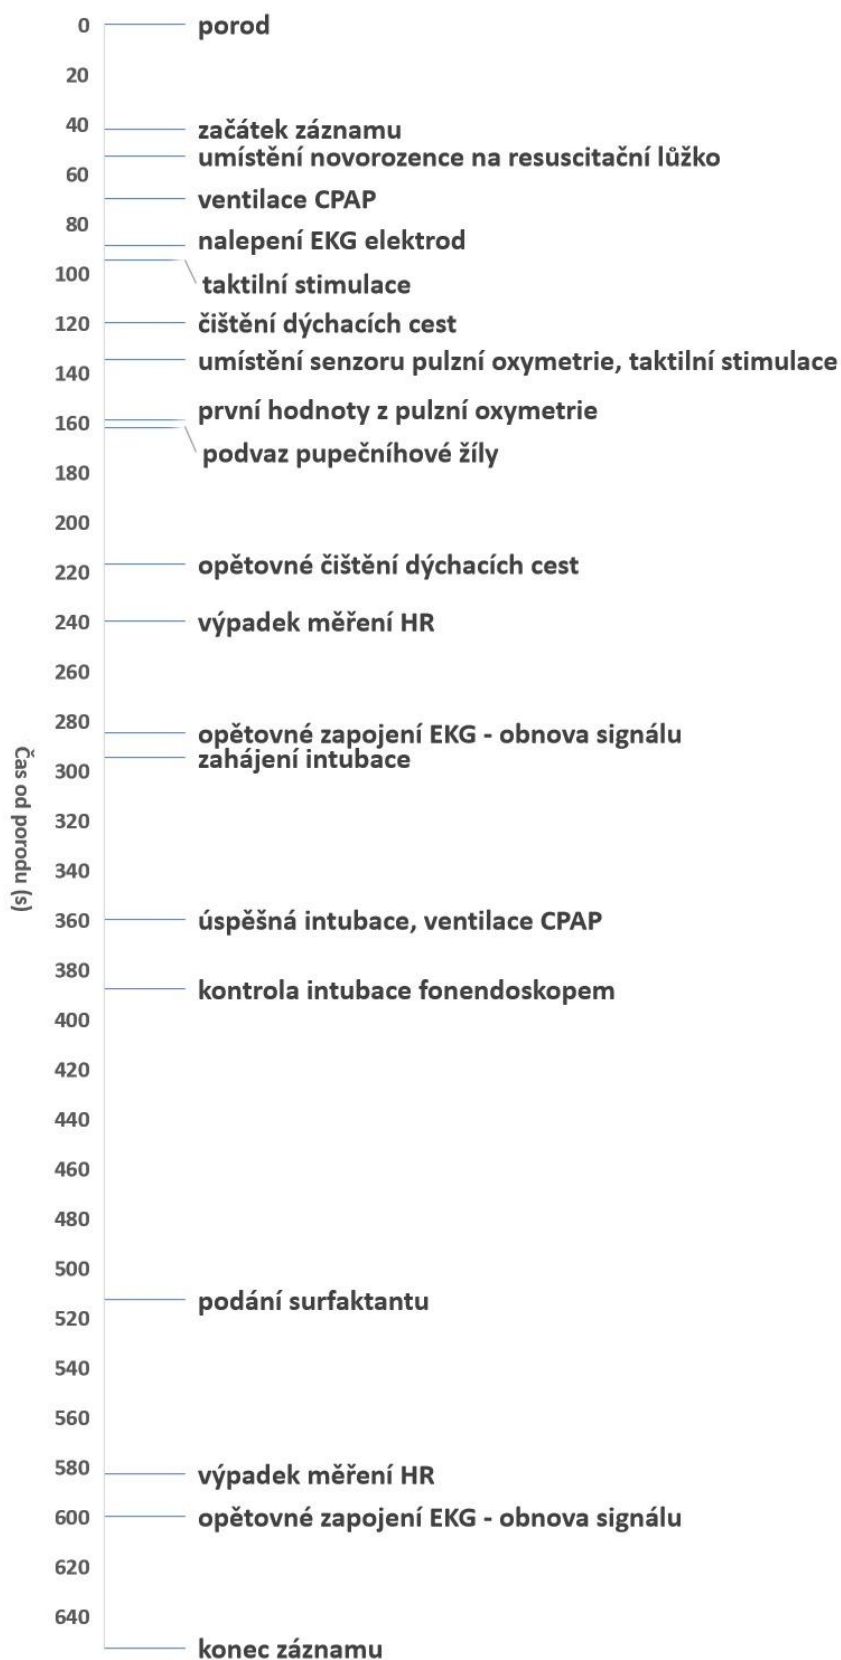 0 porod
20
40
začátek záznamu
umístění novorozence na resuscitační lůžko
60
ventilace CPAP
80
nalepení EKG elektrod
100
taktilní stimulace
120 čištění dýchacích cest
umístění senzoru pulzní oxymetrie, taktilní stimulace
140
první hodnoty z pulzní oxymetrie
160
podvaz pupečníhové žíly
180
200
opětovné čištění dýchacích cest
220
240 výpadek měření HR
260
280
opětovné zapojení EKG - obnova signálu
zahájení intubace
300
320
340
Čas od porodu (s)
360 úspěšná intubace, ventilace CPAP
380
kontrola intubace fonendoskopem
400
420
440
460
480
500
podání surfaktantu
520
540
560
580
výpadek měření HR
600 opětovné zapojení EKG - obnova signálu
620
640
konec záznamu